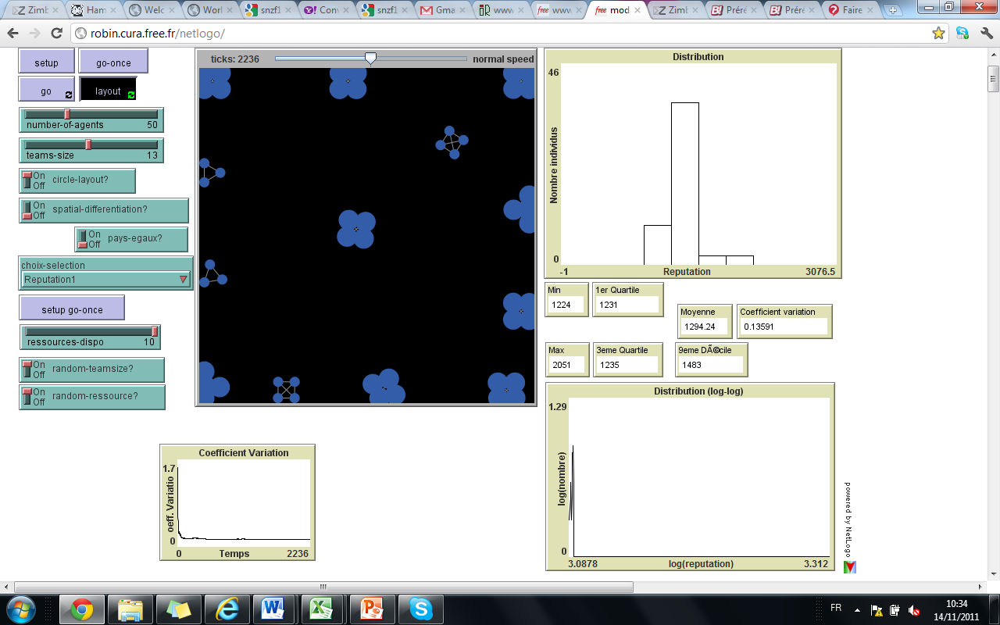 Zimb
Ham
Welc
Worl
snzf1
Conv
snzf1
Gma
www
free www
free mod
Zimb
Préré
Préré
Faire
robin.cura.free.fr/netlogo/
setup
go-once
go
layout
number-of-agents 50
teams-size 13
On
Off
circle-layout?
On
Off
spatial-differentiation?
On
Off
pays-egaux?
choix-selection
Reputation1
setup go-once
ressources-dispo 10
On
Off
random-teamsize?
On
Off
random-ressource?
ticks: 2236
normal speed
Distribution
46
Nombre individus
0
-1
Reputation
3076.5
Min
1224
1er Quartile
1231
Moyenne
1294.24
Coefficient variation
0.13591
Max
2051
3eme Quartile
1235
9eme DÃ©cile
1483
Distribution (log-log)
1.29
log(nombre)
0
3.0878
log(reputation)
3.312
powered by NetLogo
Coefficient Variation
1.7
oeff. Variatio
0
0
Temps
2236
FR
10:34
14/11/2011